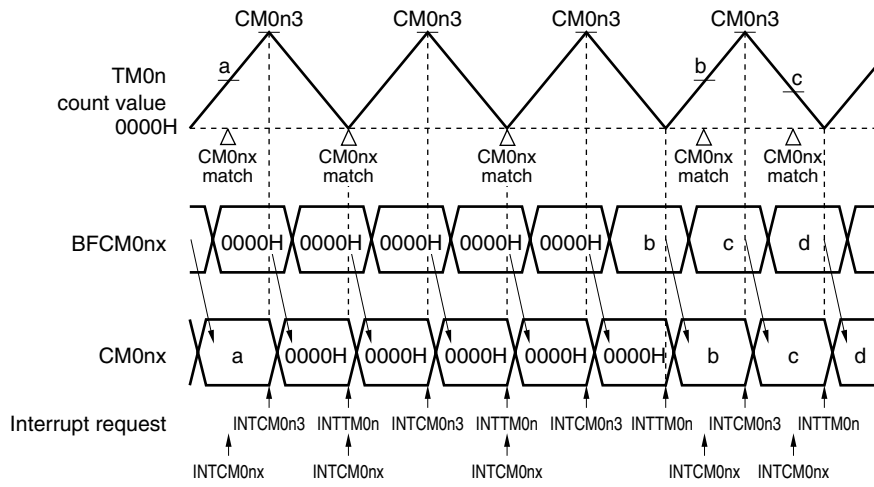 CM0n3 CM0n3 CM0n3 CM0n3
a b
TM0n c
count value
0000H
CM0nx CM0nx CM0nx CM0nx CM0nx
match match match match match
BFCM0nx 0000H 0000H 0000H 0000H 0000H b c d
CM0nx a 0000H 0000H 0000H 0000H 0000H b c d
Interrupt request INTCM0n3 INTTM0n INTCM0n3 INTTM0n INTCM0n3 INTTM0n INTCM0n3 INTTM0n
INTCM0nx INTCM0nx INTCM0nx INTCM0nx INTCM0nx